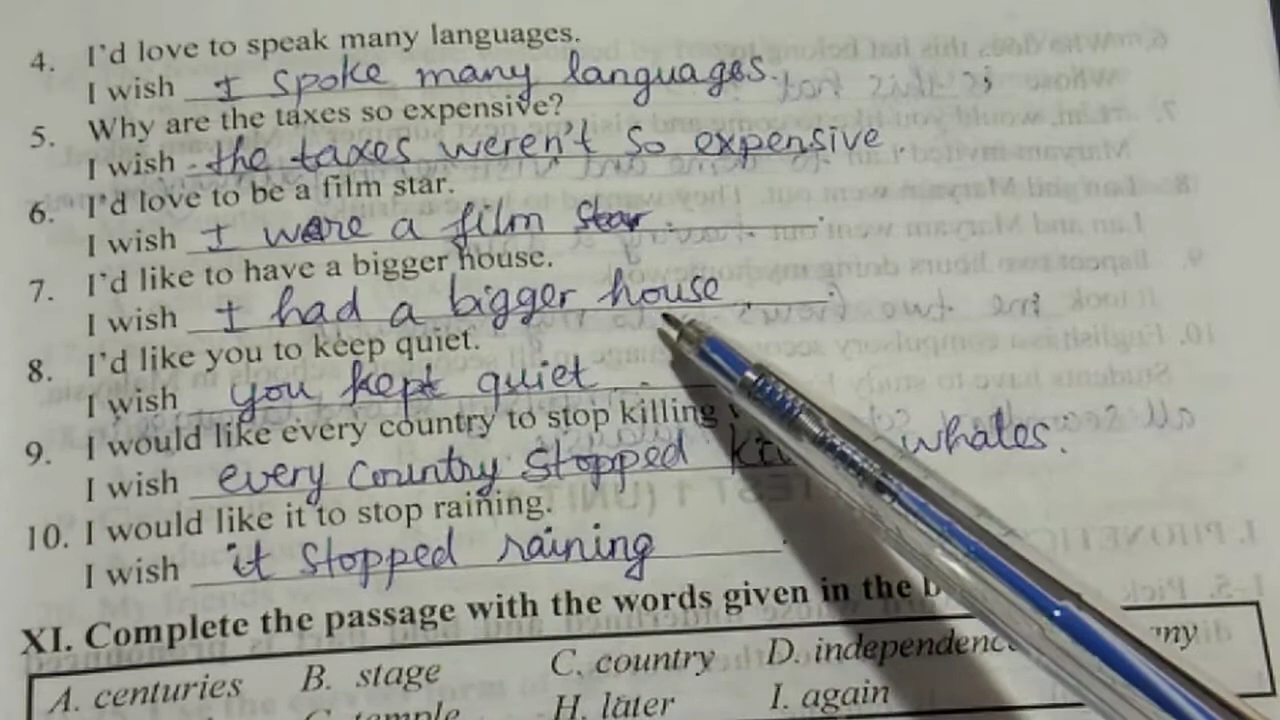 4. I'd love to speak many languages.
I wish I spoke many languages.
5. Why are the taxes so expensive?
I wish the taxes weren't so expensive.
6. I'd love to be a film star.
I wish I were a film star.
7. I'd like to have a bigger house.
I wish I had a bigger house.
8. I'd like you to keep quiet.
I wish you kept quiet.
9. I would like every country to stop killing
I wish every country stopped whales.
10. I would like it to stop raining.
I wish it stopped raining.
XI. Complete the passage with the words given in the
A. centuries B. stage C. country D. independence
temple H. later I. again